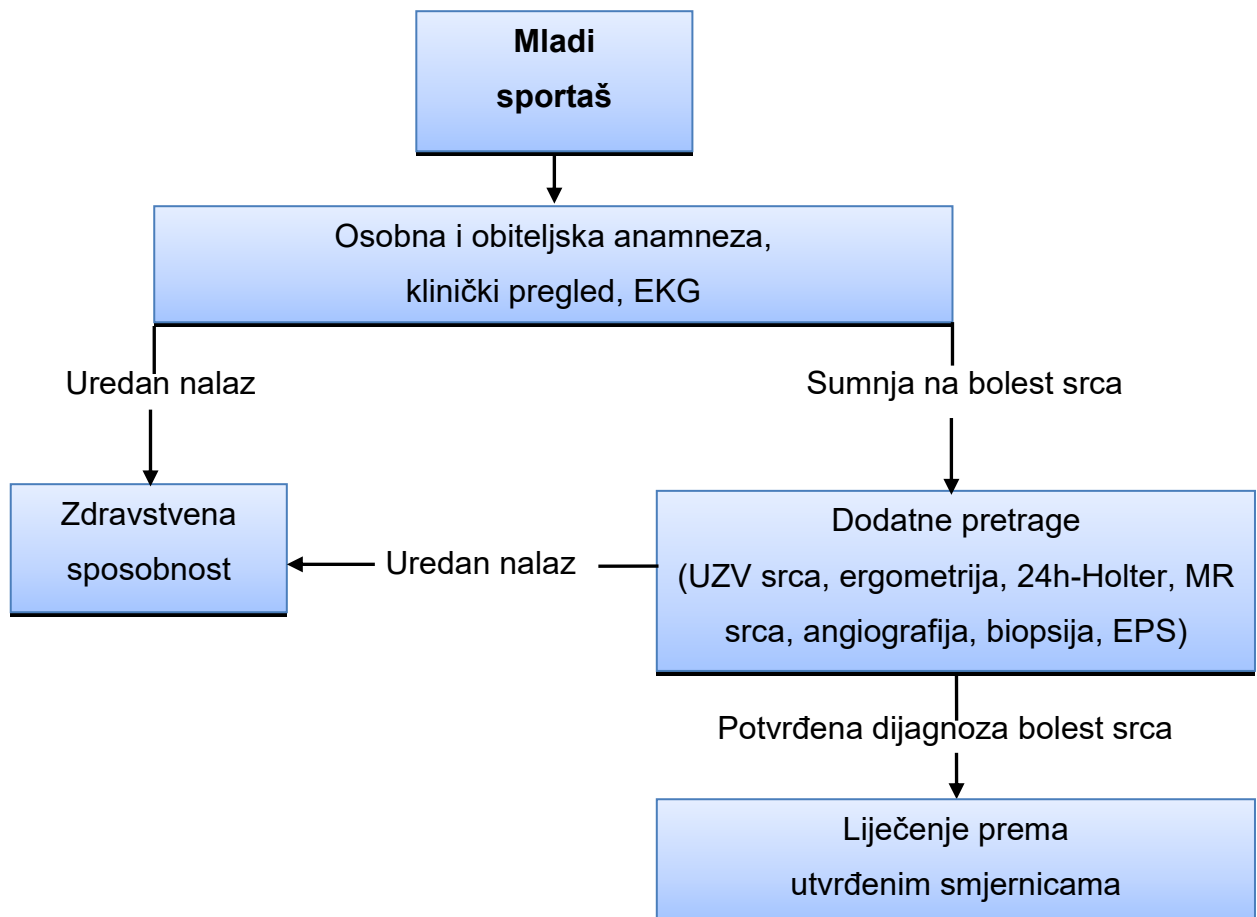 Mladi
sportaš
Osobna i obiteljska anamneza,
klinički pregled, EKG
Uredan nalaz
Sumnja na bolest srca
Zdravstvena
sposobnost
Uredan nalaz
Dodatne pretrage
(UZV srca, ergometrija, 24h-Holter, MR
srca, angiografija, biopsija, EPS)
Potvrđena dijagnoza bolest srca
Liječenje prema
utvrđenim smjernicama